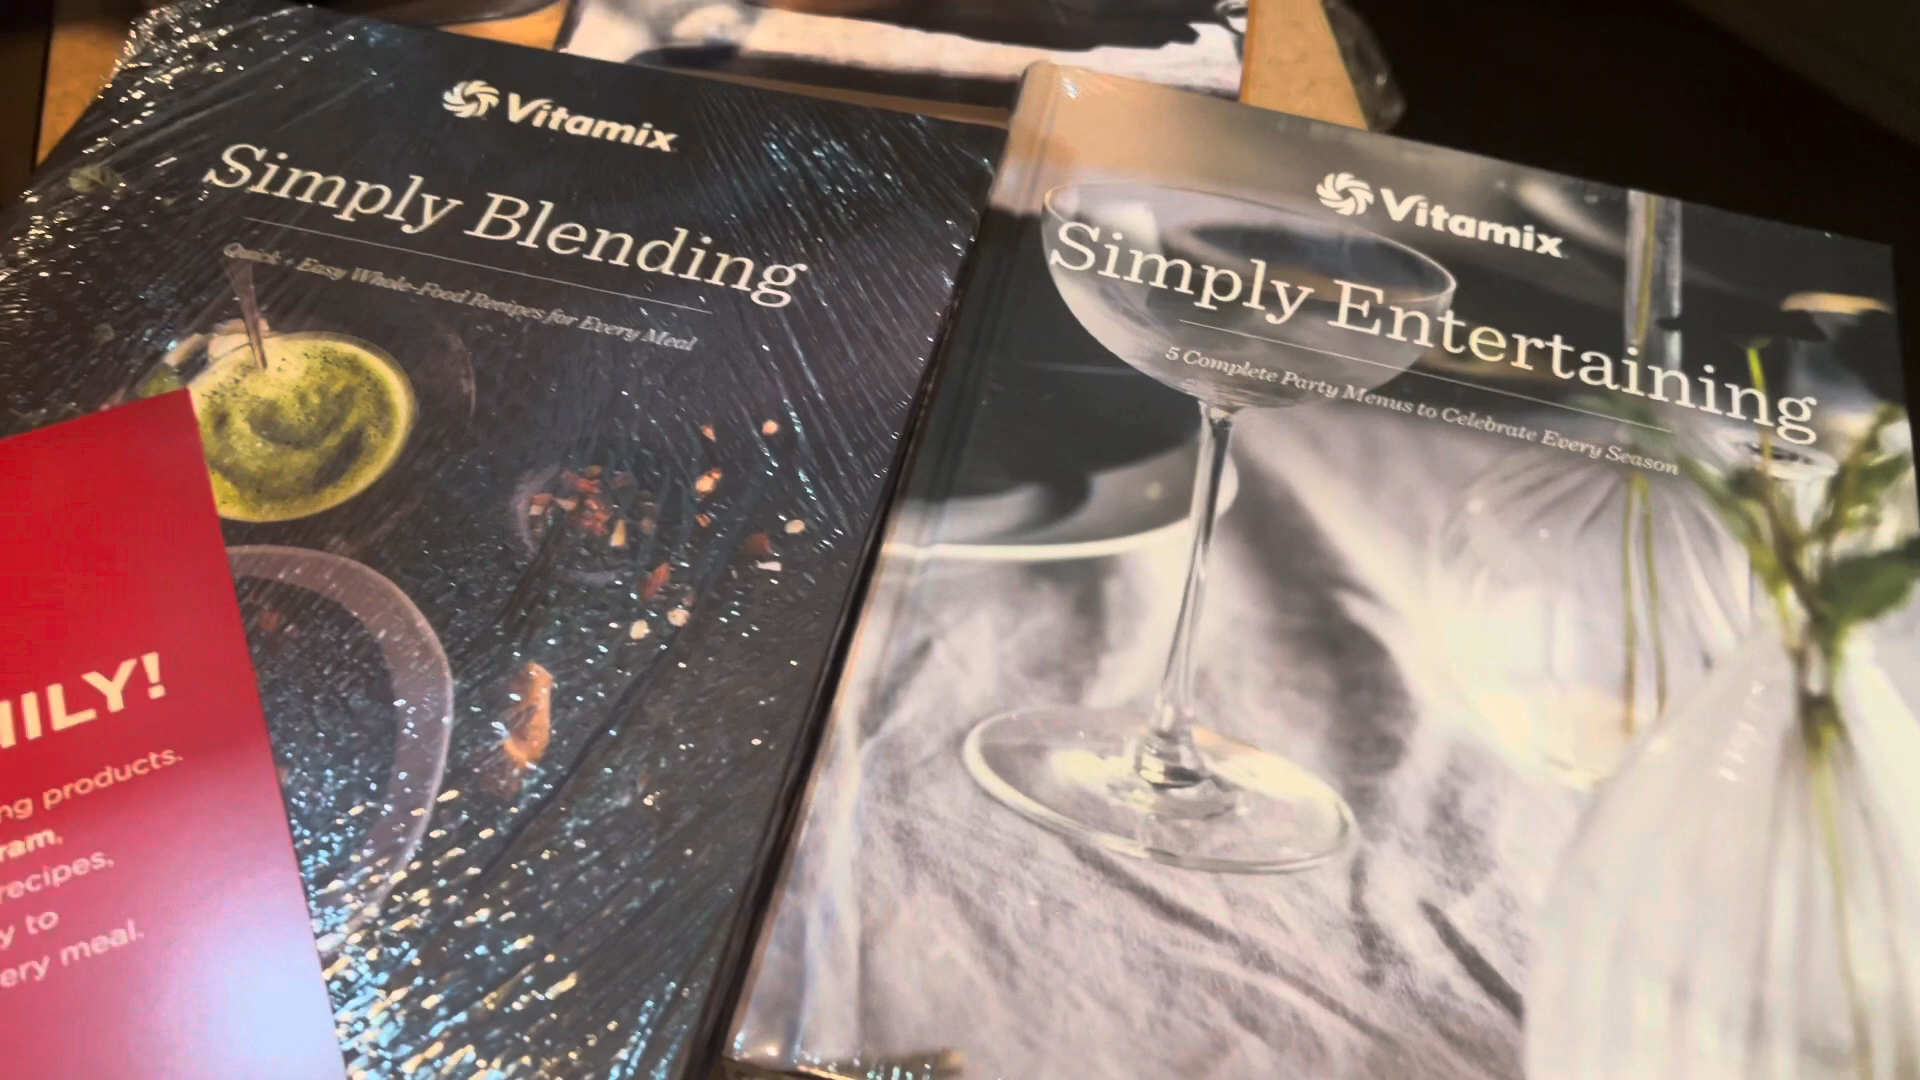 Vitamix
Simply Blending
Quick + Easy Whole-Food Recipes for Every Meal
Vitamix
Simply Entertaining
5 Complete Party Menus to Celebrate Every Season
ILY!
ng products.
ram,
recipes,
y to
ery meal.